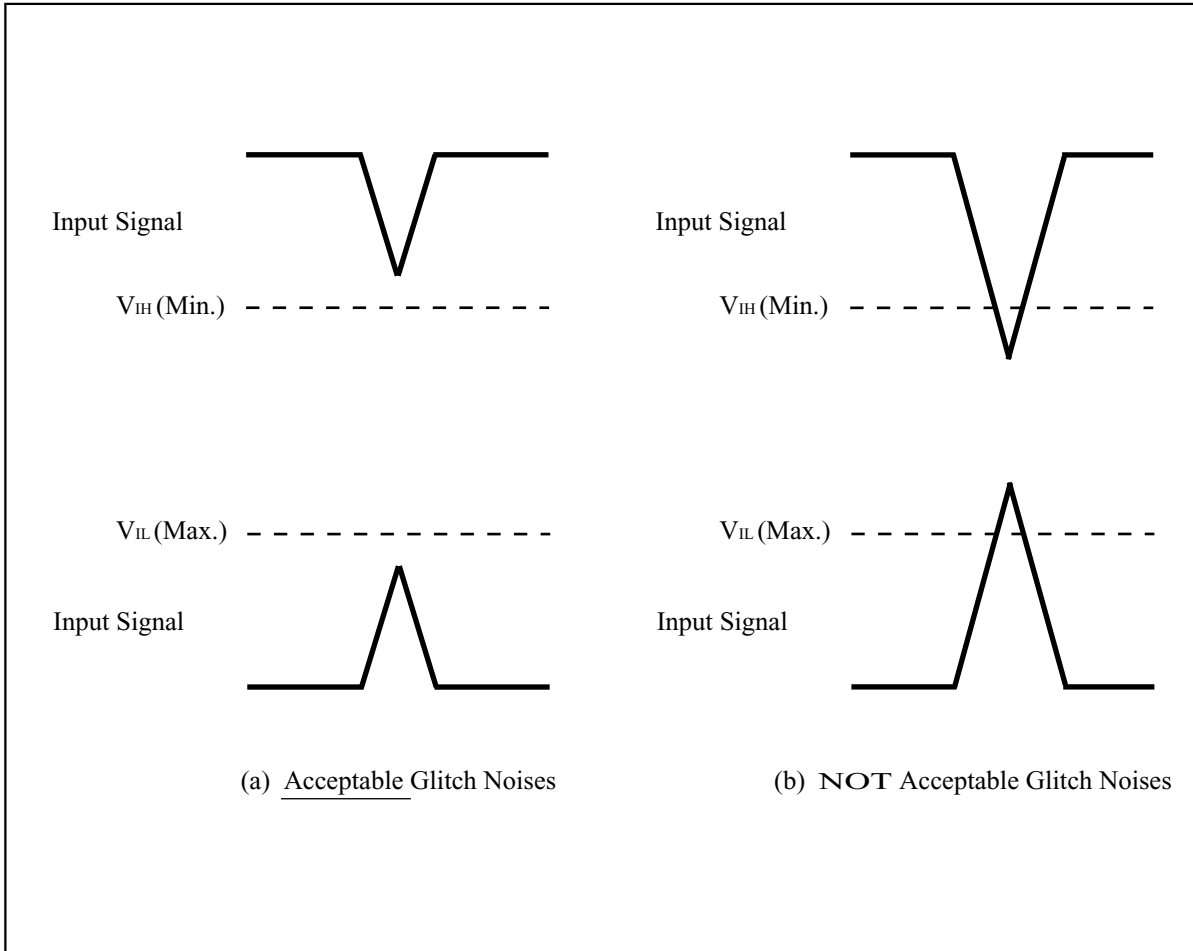 Input Signal
VIH (Min.)
VIL (Max.)
Input Signal
(a) Acceptable Glitch Noises
Input Signal
VIH (Min.)
VIL (Max.)
Input Signal
(b) NOT Acceptable Glitch Noises